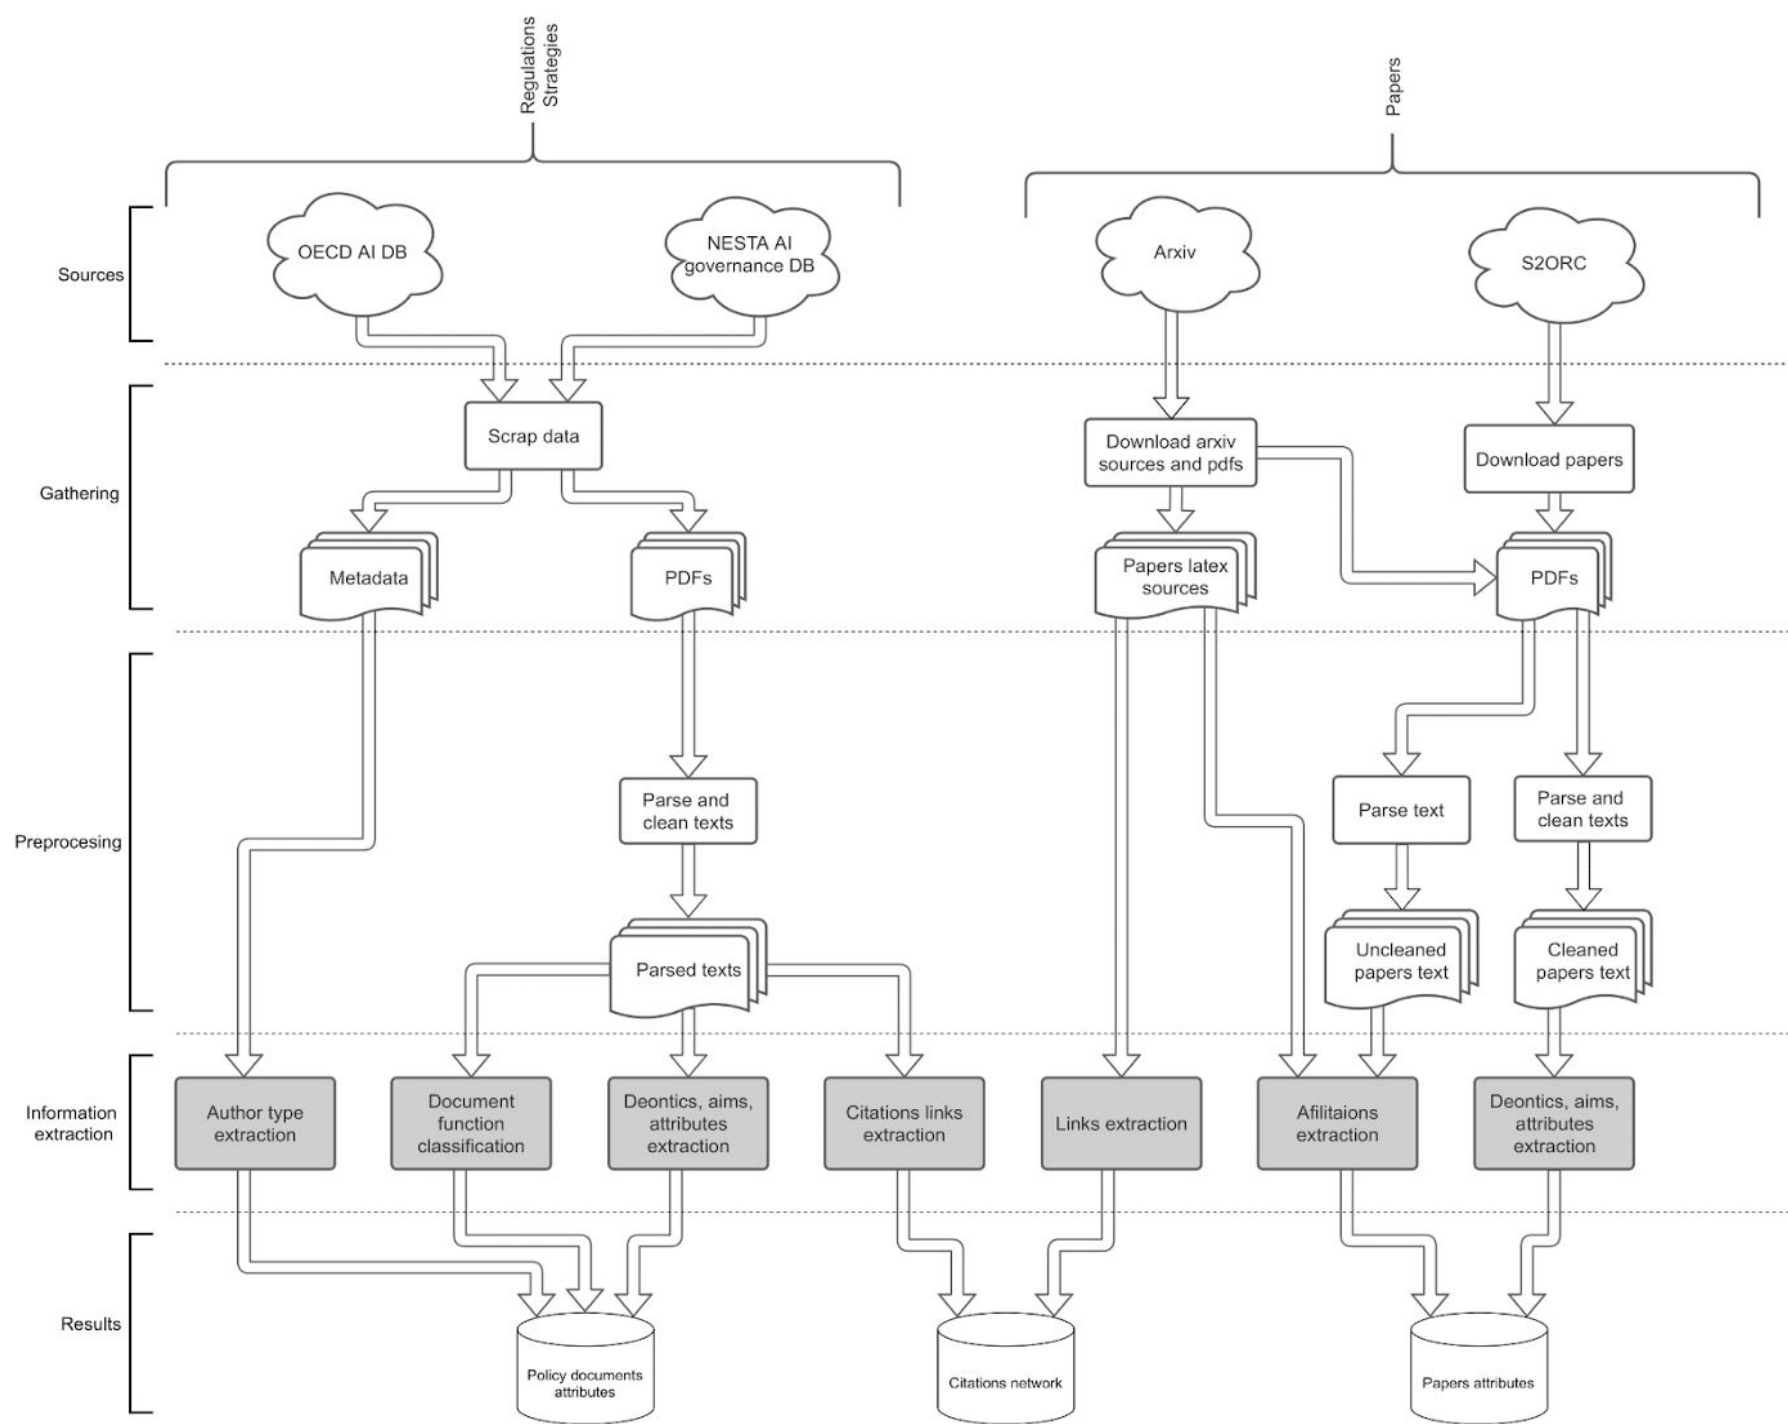 Regulations
Strategies
Papers
Sources
OECD AI DB
NESTA AI
governance DB
Arxiv
S2ORC
Gathering
Scrap data
Download arxiv
sources and pdfs
Download papers
Metadata
PDFs
Papers latex
sources
PDFs
Preprocesing
Parse and
clean texts
Parse text
Parse and
clean texts
Parsed texts
Uncleaned
papers text
Cleaned
papers text
Information
extraction
Author type
extraction
Document
function
classification
Deontics, aims,
attributes
extraction
Citations links
extraction
Links extraction
Afilitaions
extraction
Deontics, aims,
attributes
extraction
Results
Policy documents
attributes
Citations network
Papers attributes